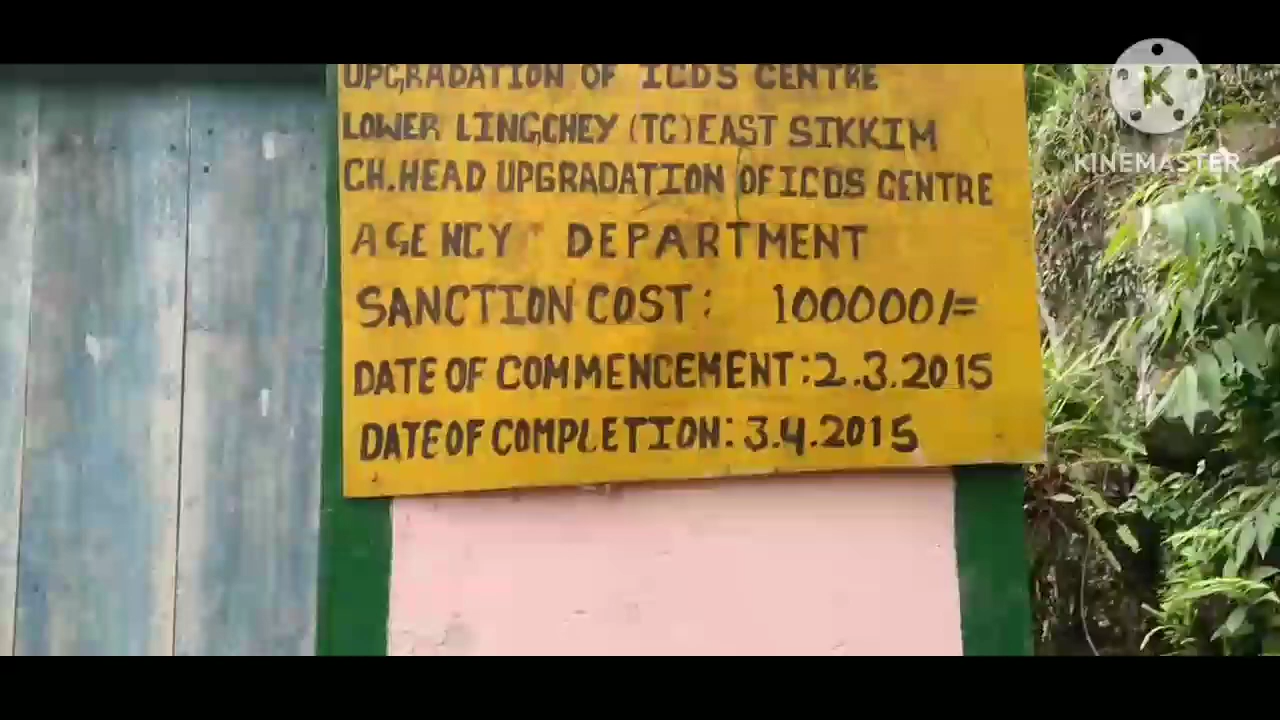 UPGRADATION OF ICDS CENTRE
LOWER LINGCHEY (TC) EAST SIKKIM
CH.HEAD UPGRADATION OF ICDS CENTRE
AGENCY DEPARTMENT
SANCTION COST: 100000/=
DATE OF COMMENCEMENT:2.3.2015
DATE OF COMPLETION: 3.4.2015
K
KINEMASTER